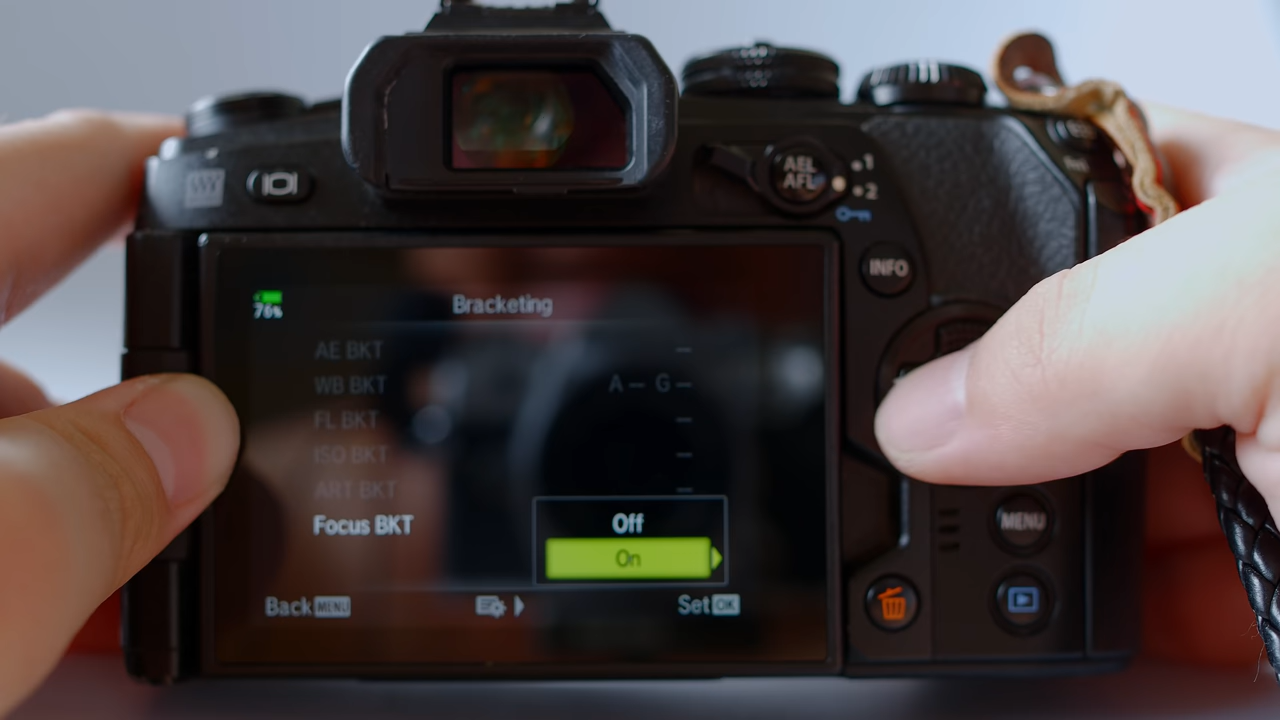 AEL
AFL
1
2
INFO
76%
Bracketing
AE BKT –
WB BKT A – G –
FL BKT –
ISO BKT –
ART BKT –
Focus BKT
Off
On
Back MENU
Set OK
MENU